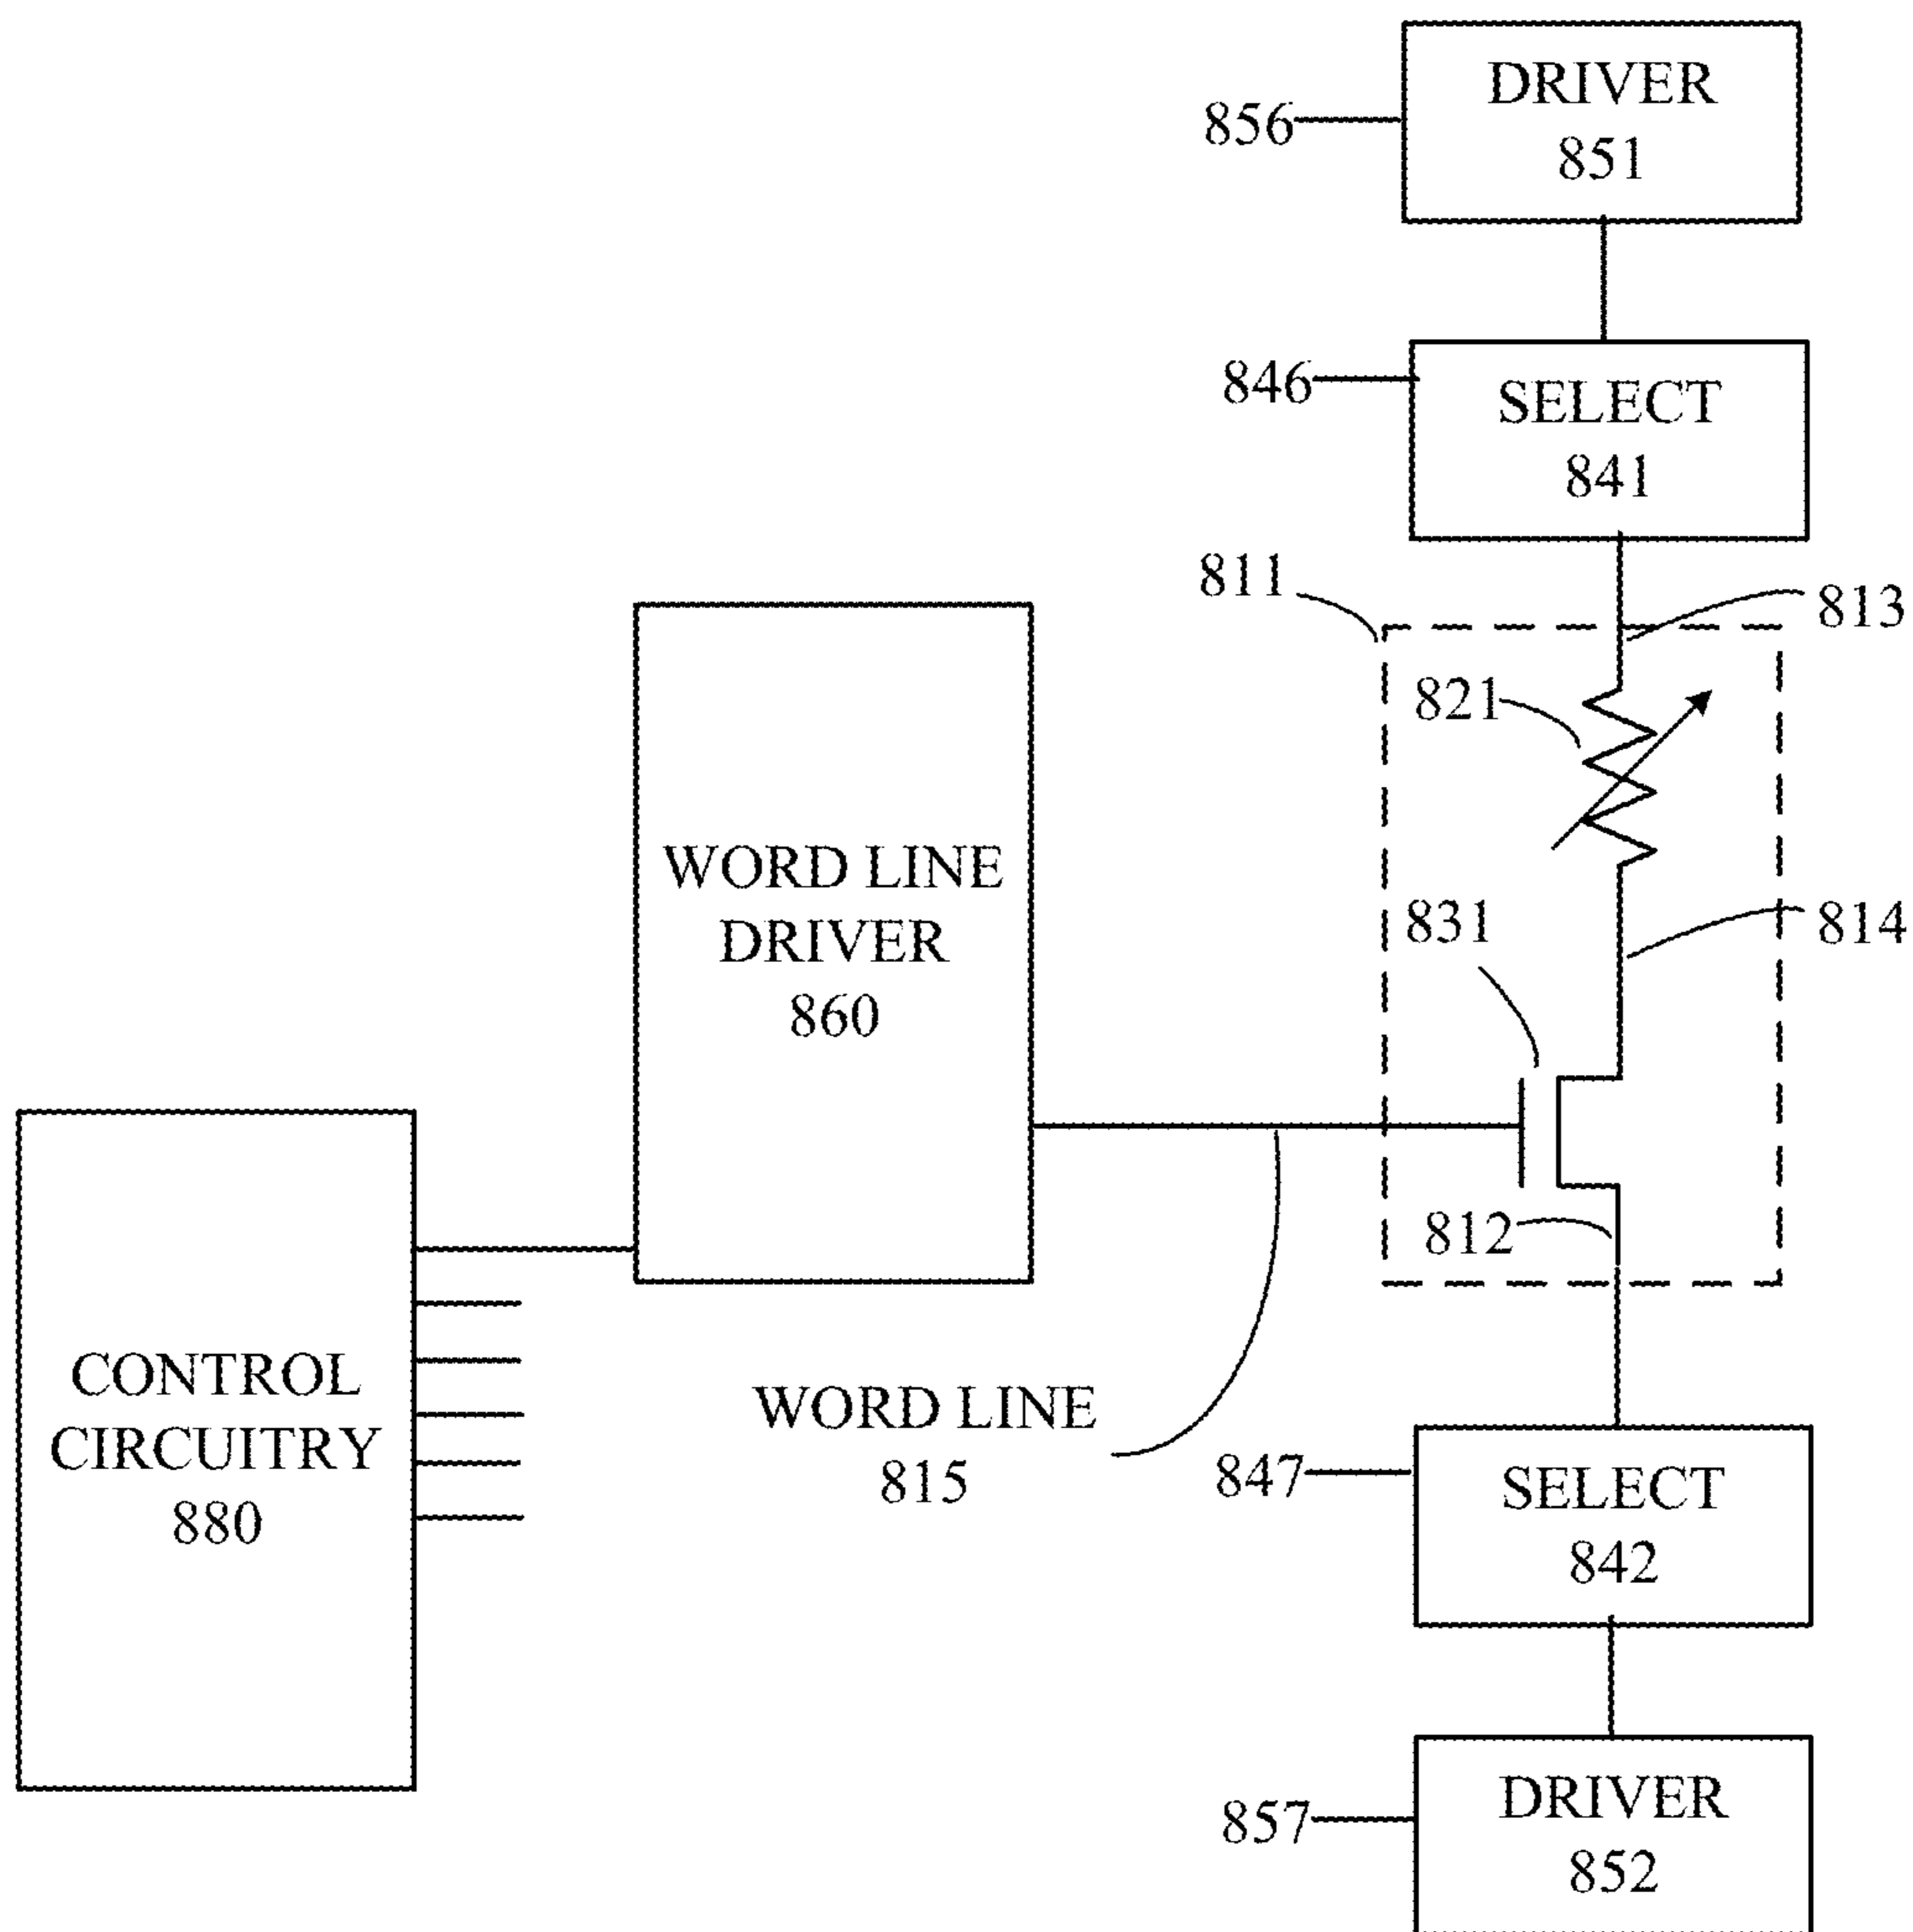 DRIVER
851
856
SELECT
841
846
811
813
821
WORD LINE
DRIVER
860
831
814
812
CONTROL
CIRCUITRY
880
WORD LINE
815
847
SELECT
842
857
DRIVER
852